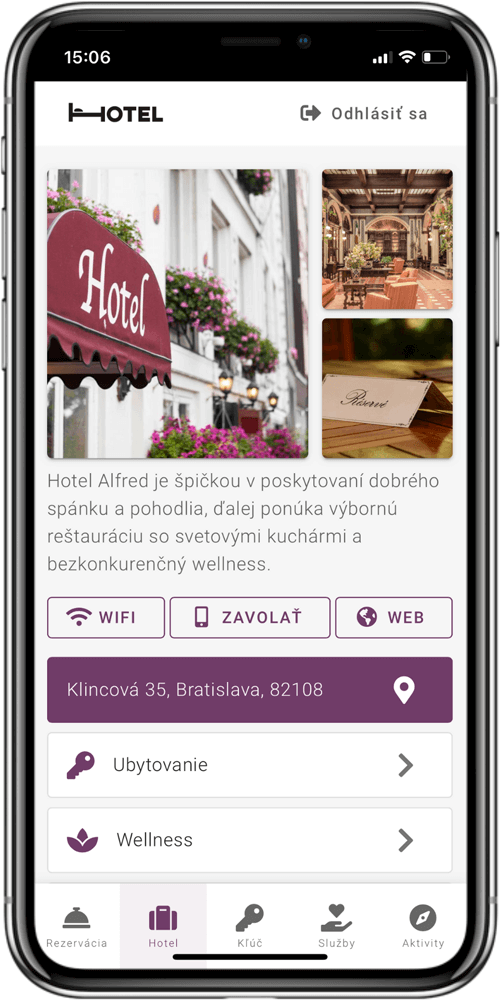 15:06
HOTEL
Odhlásiť sa
Hotel
Réservé
Hotel Alfred je špičkou v poskytovaní dobrého
spánku a pohodlia, ďalej ponúka výbornú
reštauráciu so svetovými kuchármi a
bezkonkurenčný wellness.
WIFI
ZAVOLAŤ
WEB
Klincová 35, Bratislava, 82108
Ubytovanie
Wellness
Rezervácia
Hotel
Kľúč
Služby
Aktivity